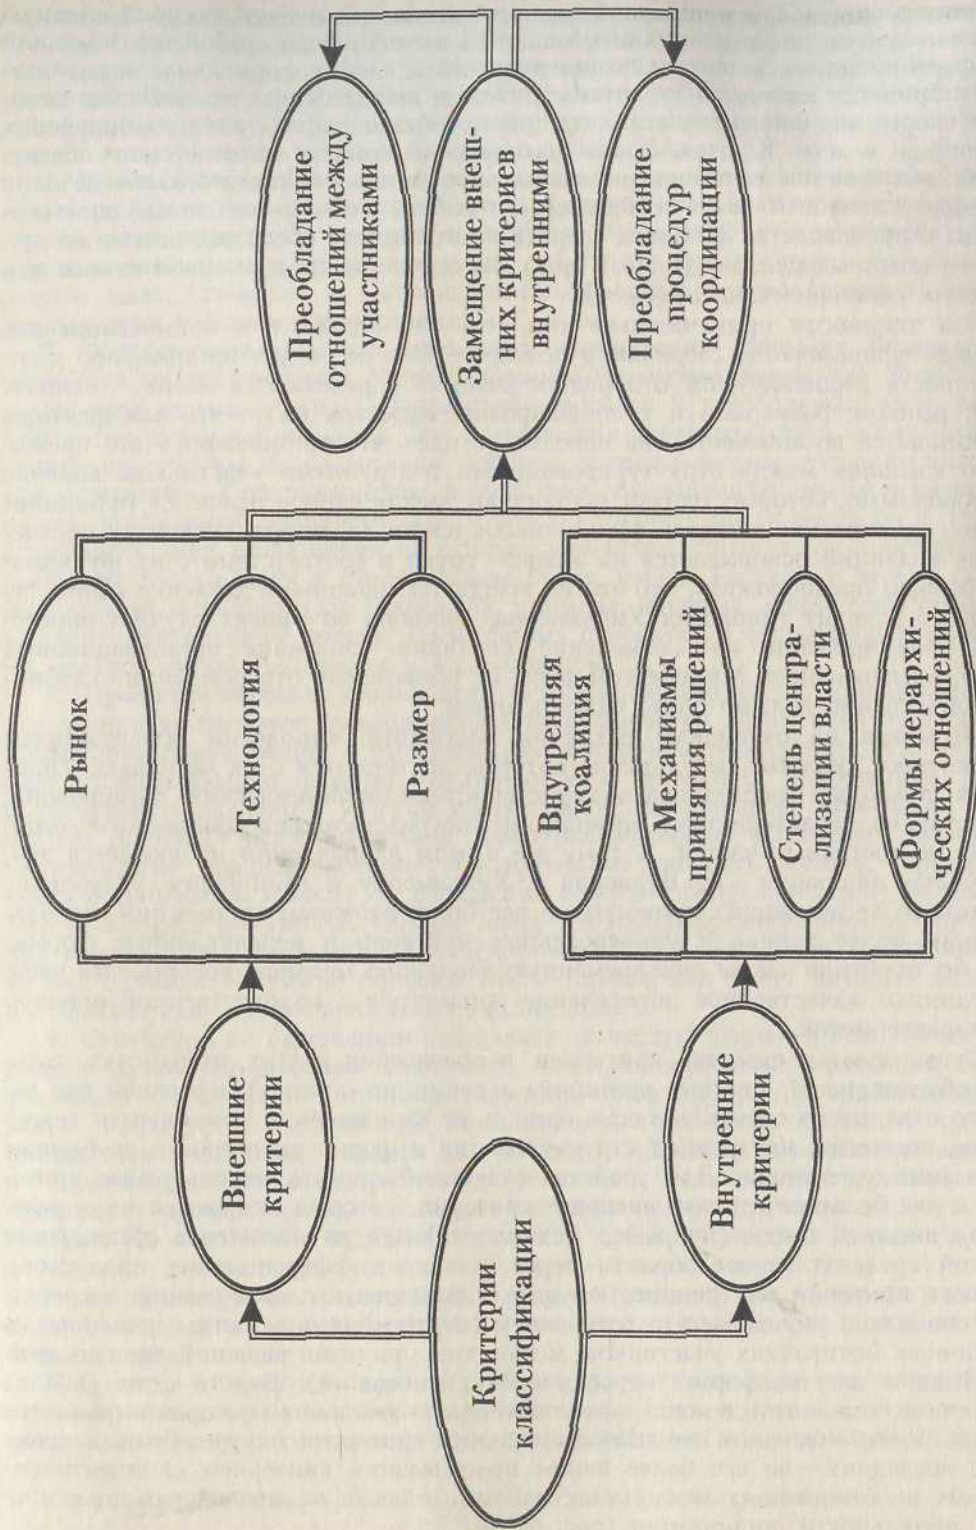 Критерии
классификации
Внешние
критерии
Внутренняя
критерии
Рынок
Технология
Размер
Внутренняя
коалиция
Механизмы
принятия решений
Степень центра-
лизации власти
Формы иерархи-
ческих отношений
Преобладание
отношений между
участниками
Замещение внеш-
них критериев
внутренними
Преобладание
процедур
координации